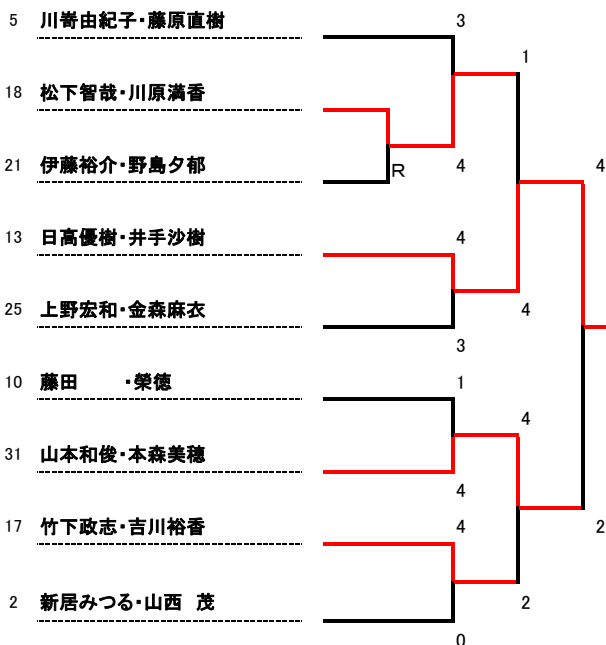 5 川嵜由紀子・藤原直樹
3
1
18 松下智哉・川原満香
21 伊藤裕介・野島夕郁
R
4
4
13 日高優樹・井手沙樹
4
25 上野宏和・金森麻衣
4
3
10 藤田　　・榮徳
1
4
31 山本和俊・本森美穂
4
17 竹下政志・吉川裕香
4
2
2 新居みつる・山西　茂
2
0